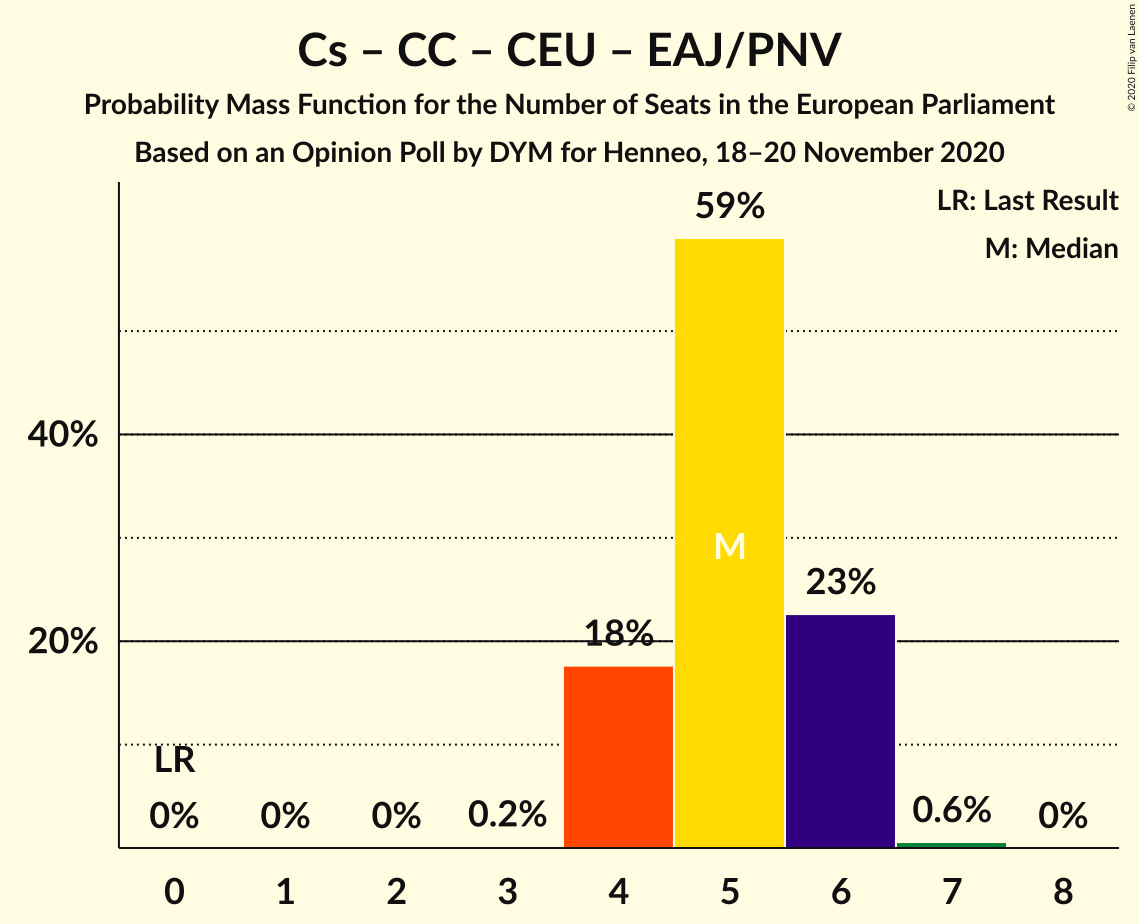 Cs – CC – CEU – EAJ/PNV
Probability Mass Function for the Number of Seats in the European Parliament
Based on an Opinion Poll by DYM for Henneo, 18–20 November 2020
© 2020 Filip van Laenen
LR: Last Result
M: Median
59%
40%
M
23%
20%
18%
LR
0%
0%
0%
0.2%
0.6%
0%
0 1 2 3 4 5 6 7 8